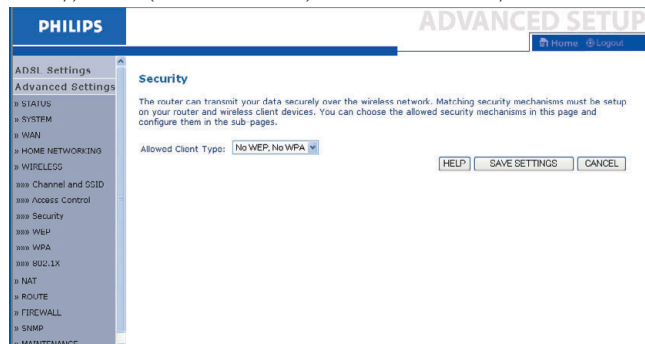 PHILIPS
ADVANCED SETUP
Home Logout
ADSL Settings
Advanced Settings
» STATUS
» SYSTEM
» WAN
» HOME NETWORKING
» WIRELESS
»»» Channel and SSID
»»» Access Control
»»» Security
»»» WEP
»»» WPA
»»» 802.1X
» NAT
» ROUTE
» FIREWALL
» SNMP
» MAINTENANCE
Security
The router can transmit your data securely over the wireless network. Matching security mechanisms must be setup
on your router and wireless client devices. You can choose the allowed security mechanisms in this page and
configure them in the sub-pages.
Allowed Client Type: No WEP, No WPA
HELP SAVE SETTINGS CANCEL